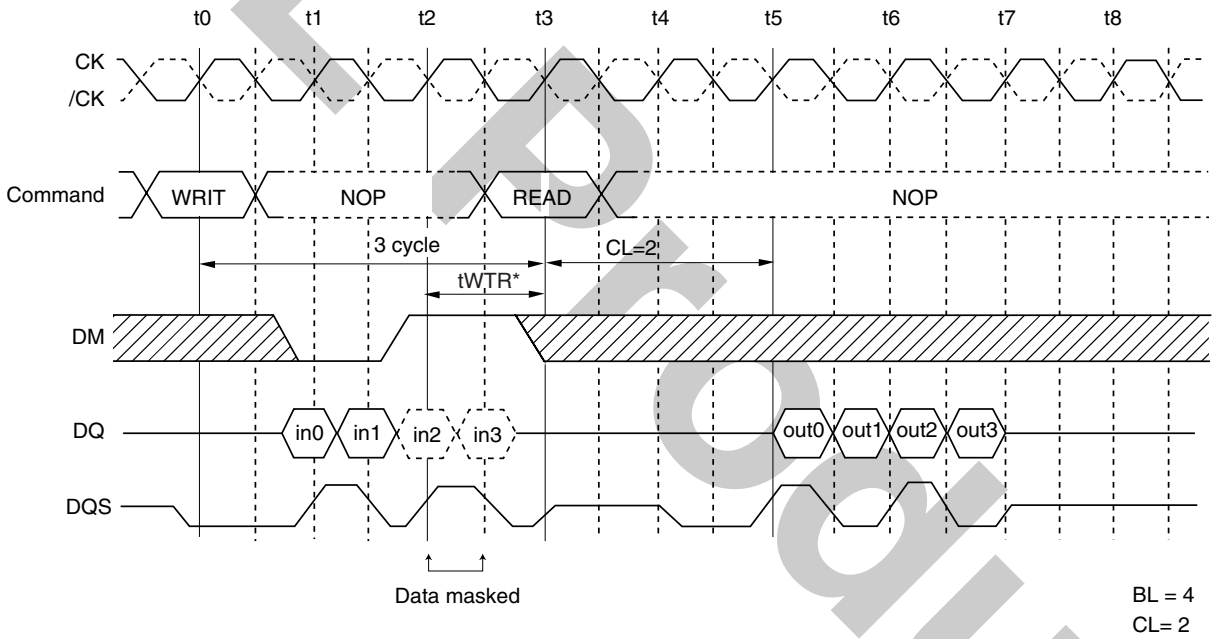 t0 t1 t2 t3 t4 t5 t6 t7 t8
CK
/CK
Command
WRIT
NOP
READ
NOP
3 cycle
CL=2
tWTR*
DM
DQ
in0 in1 in2 in3
out0 out1 out2 out3
DQS
Data masked
BL = 4
CL= 2